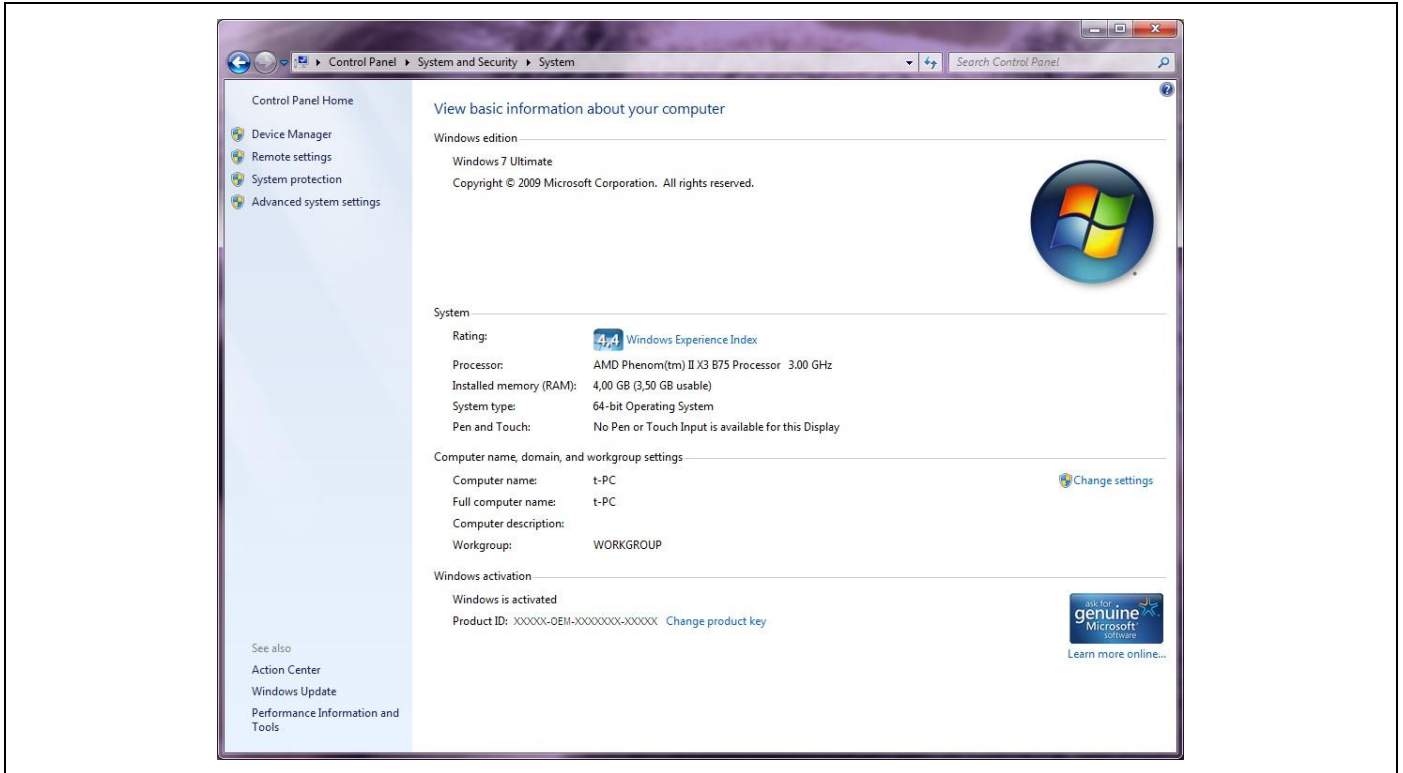 Control Panel ▸ System and Security ▸ System
Search Control Panel
Control Panel Home
Device Manager
Remote settings
System protection
Advanced system settings
See also
Action Center
Windows Update
Performance Information and
Tools
View basic information about your computer
Windows edition
Windows 7 Ultimate
Copyright © 2009 Microsoft Corporation. All rights reserved.
System
Rating: 4,4 Windows Experience Index
Processor: AMD Phenom(tm) II X3 B75 Processor 3.00 GHz
Installed memory (RAM): 4,00 GB (3,50 GB usable)
System type: 64-bit Operating System
Pen and Touch: No Pen or Touch Input is available for this Display
Computer name, domain, and workgroup settings
Computer name: t-PC
Change settings
Full computer name: t-PC
Computer description:
Workgroup: WORKGROUP
Windows activation
Windows is activated
Product ID: XXXXX-OEM-XXXXXXX-XXXXX Change product key
ask for
genuine
Microsoft
software
Learn more online...